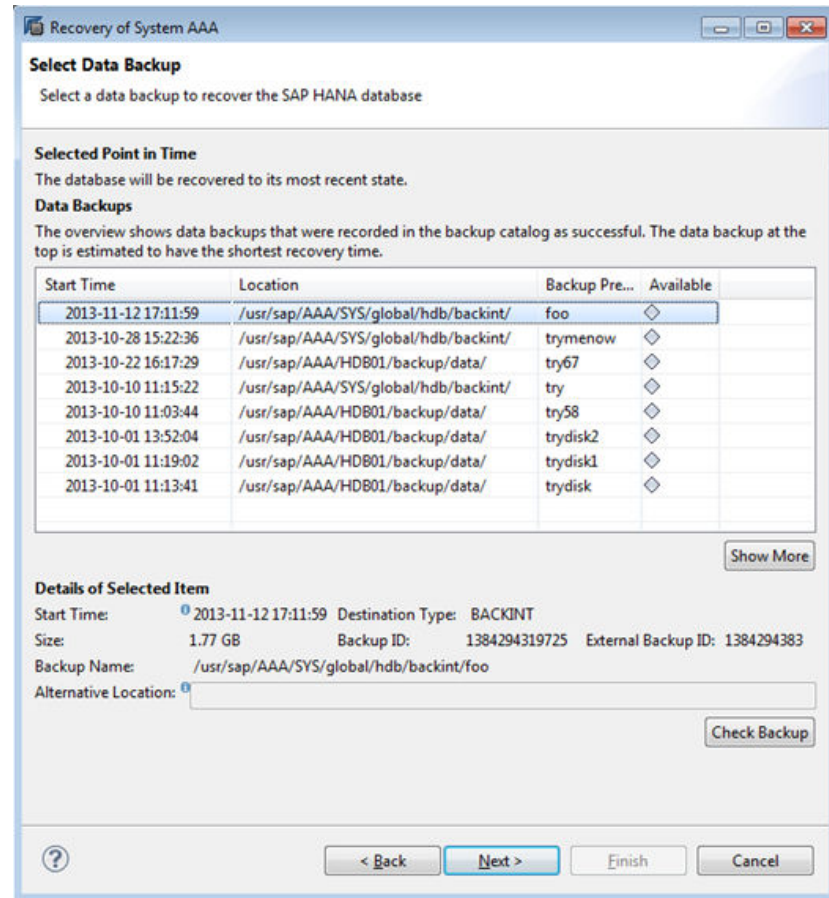 Recovery of System AAA
Select Data Backup
Select a data backup to recover the SAP HANA database
Selected Point in Time
The database will be recovered to its most recent state.
Data Backups
The overview shows data backups that were recorded in the backup catalog as successful. The data backup at the
top is estimated to have the shortest recovery time.
Start Time Location Backup Pre... Available
2013-11-12 17:11:59 /usr/sap/AAA/SYS/global/hdb/backint/ foo
2013-10-28 15:22:36 /usr/sap/AAA/SYS/global/hdb/backint/ trymenow
2013-10-22 16:17:29 /usr/sap/AAA/HDB01/backup/data/ try67
2013-10-10 11:15:22 /usr/sap/AAA/SYS/global/hdb/backint/ try
2013-10-10 11:03:44 /usr/sap/AAA/HDB01/backup/data/ try58
2013-10-01 13:52:04 /usr/sap/AAA/HDB01/backup/data/ trydisk2
2013-10-01 11:19:02 /usr/sap/AAA/HDB01/backup/data/ trydisk1
2013-10-01 11:13:41 /usr/sap/AAA/HDB01/backup/data/ trydisk
Show More
Details of Selected Item
Start Time: 2013-11-12 17:11:59 Destination Type: BACKINT
Size: 1.77 GB Backup ID: 1384294319725 External Backup ID: 1384294383
Backup Name: /usr/sap/AAA/SYS/global/hdb/backint/foo
Alternative Location:
Check Backup
? < Back Next > Finish Cancel